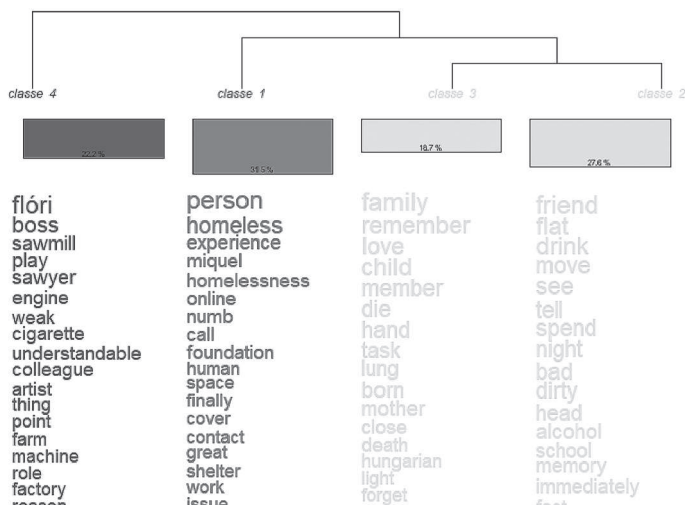 classe 4
classe 1
classe 3
classe 2
22.2 %
31.5 %
18.7 %
27.6 %
flóri
boss
sawmill
play
sawyer
engine
weak
cigarette
understandable
colleague
artist
thing
point
farm
machine
role
factory
person
homeless
experience
miquel
homelessness
online
numb
call
foundation
human
space
finally
cover
contact
great
shelter
work
issue
family
remember
love
child
member
die
hand
task
lung
born
mother
close
death
hungarian
light
forget
friend
flat
drink
move
see
tell
spend
night
bad
dirty
head
alcohol
school
memory
immediately